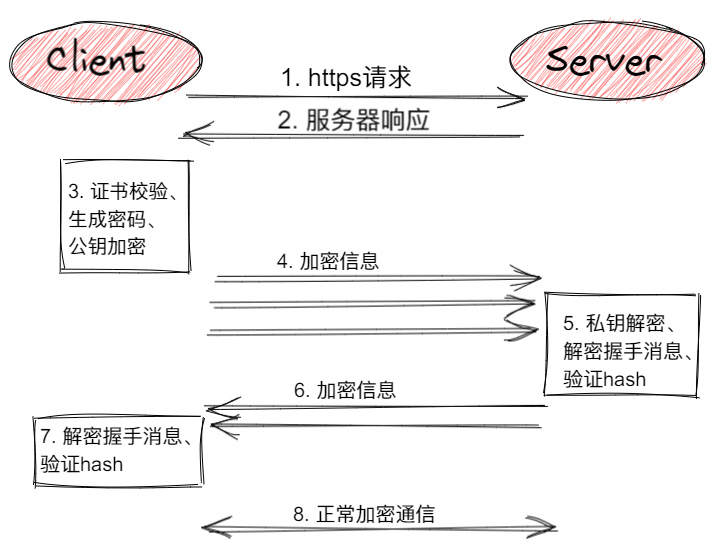 Client
Server
1. https请求
2. 服务器响应
3. 证书校验、
生成密码、
公钥加密
4. 加密信息
5. 私钥解密、
解密握手消息、
验证hash
6. 加密信息
7. 解密握手消息、
验证hash
8. 正常加密通信